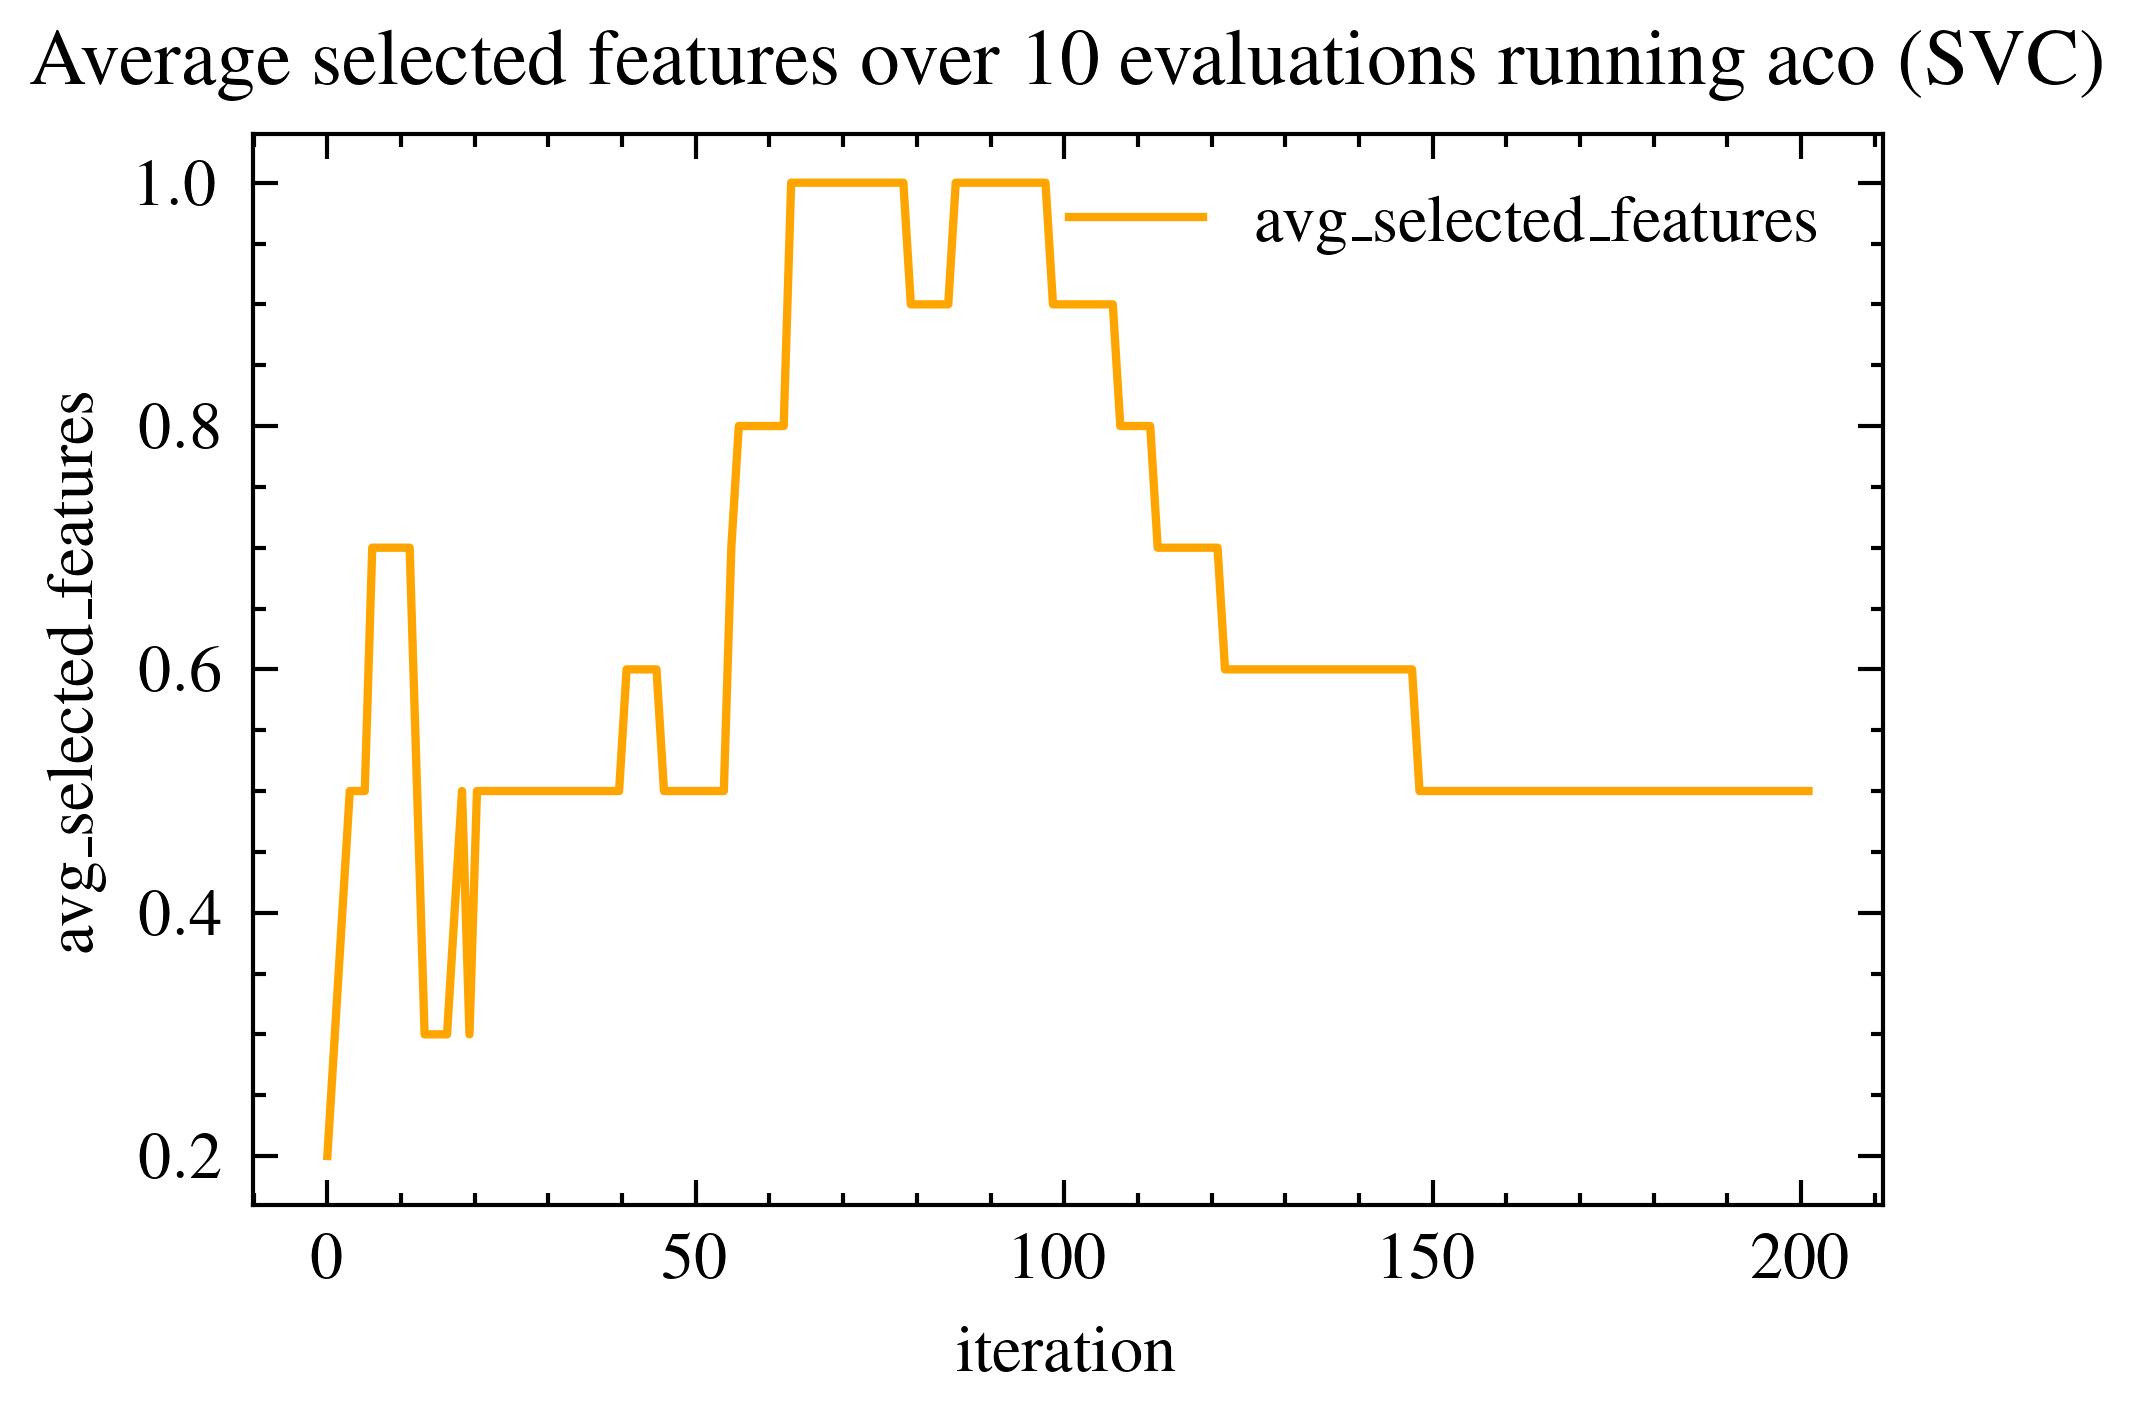 Average selected features over 10 evaluations running aco (SVC)
avg_selected_features
1.0
0.8
0.6
0.4
0.2
avg_selected_features
0 50 100 150 200
iteration